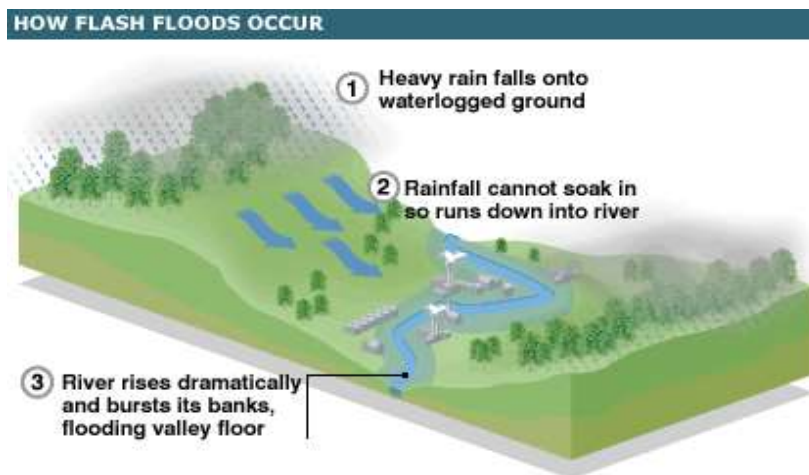 HOW FLASH FLOODS OCCUR
1 Heavy rain falls onto
waterlogged ground
2 Rainfall cannot soak in
so runs down into river
3 River rises dramatically
and bursts its banks,
flooding valley floor